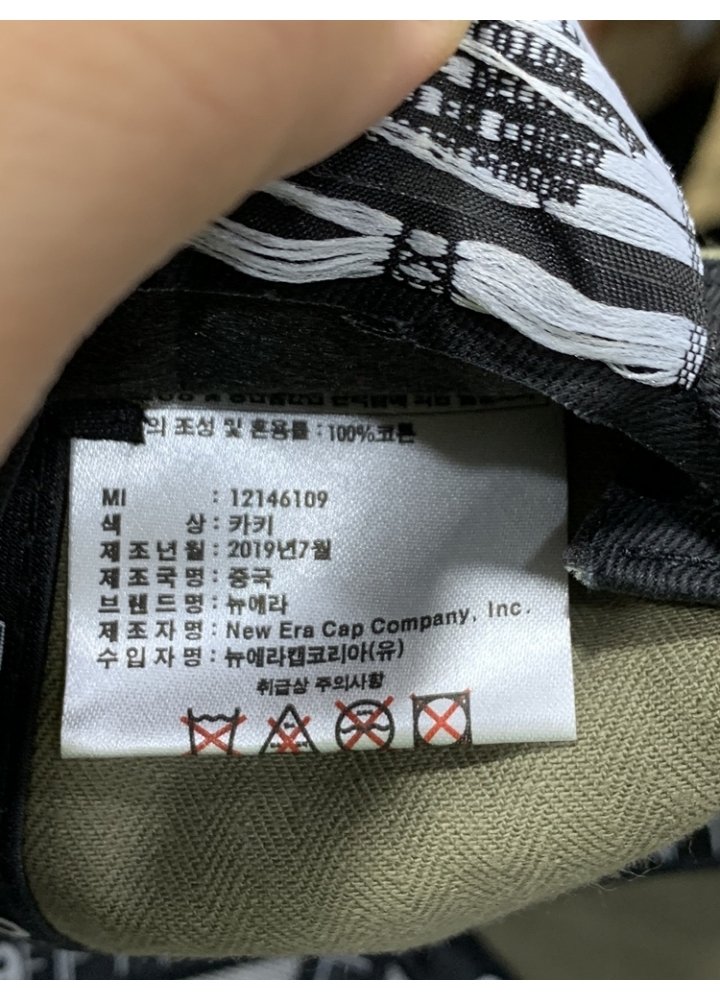 의 조성 및 혼용률 : 100%코튼
MI : 12146109
색 상 : 카키
제조년월 : 2019년7월
제조국명 : 중국
브랜드명 : 뉴에라
제조자명 : New Era Cap Company, Inc.
수입자명 : 뉴에라캡코리아(유)
취급상 주의사항